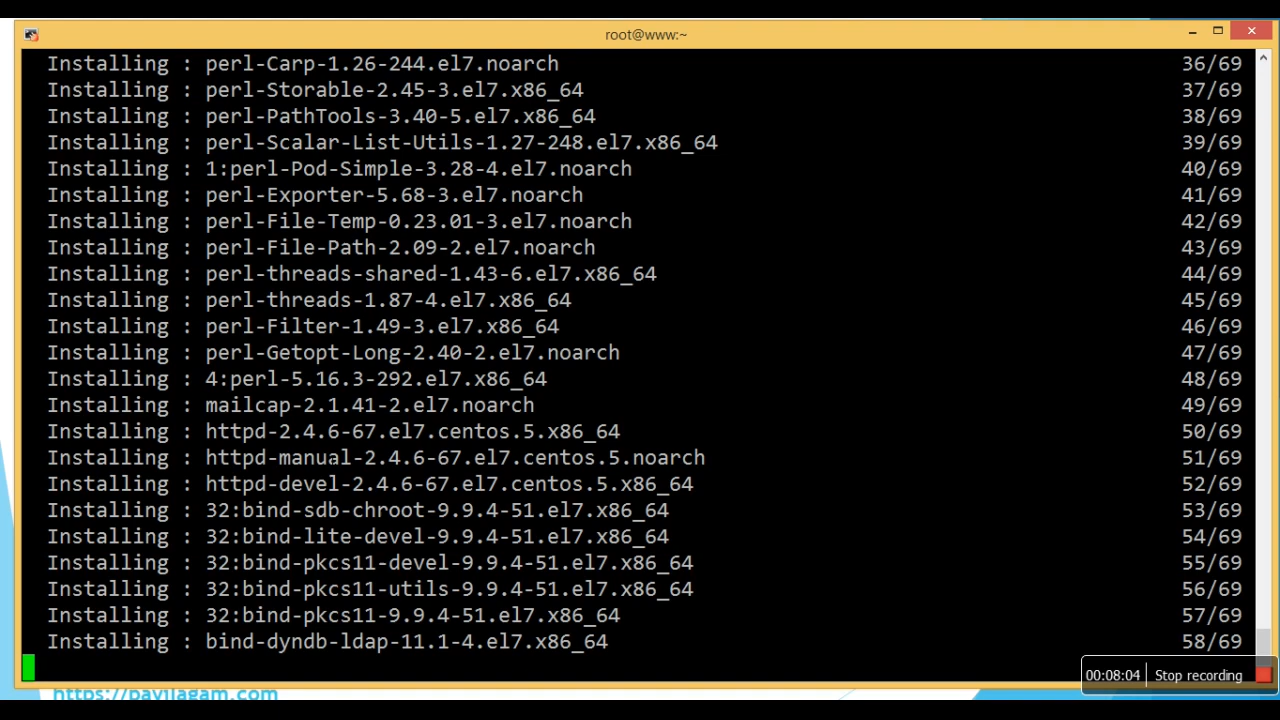 root@www:~
Installing : perl-Carp-1.26-244.el7.noarch 36/69
Installing : perl-Storable-2.45-3.el7.x86_64 37/69
Installing : perl-PathTools-3.40-5.el7.x86_64 38/69
Installing : perl-Scalar-List-Utils-1.27-248.el7.x86_64 39/69
Installing : 1:perl-Pod-Simple-3.28-4.el7.noarch 40/69
Installing : perl-Exporter-5.68-3.el7.noarch 41/69
Installing : perl-File-Temp-0.23.01-3.el7.noarch 42/69
Installing : perl-File-Path-2.09-2.el7.noarch 43/69
Installing : perl-threads-shared-1.43-6.el7.x86_64 44/69
Installing : perl-threads-1.87-4.el7.x86_64 45/69
Installing : perl-Filter-1.49-3.el7.x86_64 46/69
Installing : perl-Getopt-Long-2.40-2.el7.noarch 47/69
Installing : 4:perl-5.16.3-292.el7.x86_64 48/69
Installing : mailcap-2.1.41-2.el7.noarch 49/69
Installing : httpd-2.4.6-67.el7.centos.5.x86_64 50/69
Installing : httpd-manual-2.4.6-67.el7.centos.5.noarch 51/69
Installing : httpd-devel-2.4.6-67.el7.centos.5.x86_64 52/69
Installing : 32:bind-sdb-chroot-9.9.4-51.el7.x86_64 53/69
Installing : 32:bind-lite-devel-9.9.4-51.el7.x86_64 54/69
Installing : 32:bind-pkcs11-devel-9.9.4-51.el7.x86_64 55/69
Installing : 32:bind-pkcs11-utils-9.9.4-51.el7.x86_64 56/69
Installing : 32:bind-pkcs11-9.9.4-51.el7.x86_64 57/69
Installing : bind-dyndb-ldap-11.1-4.el7.x86_64 58/69
00:08:04 Stop recording
https://payilagam.com